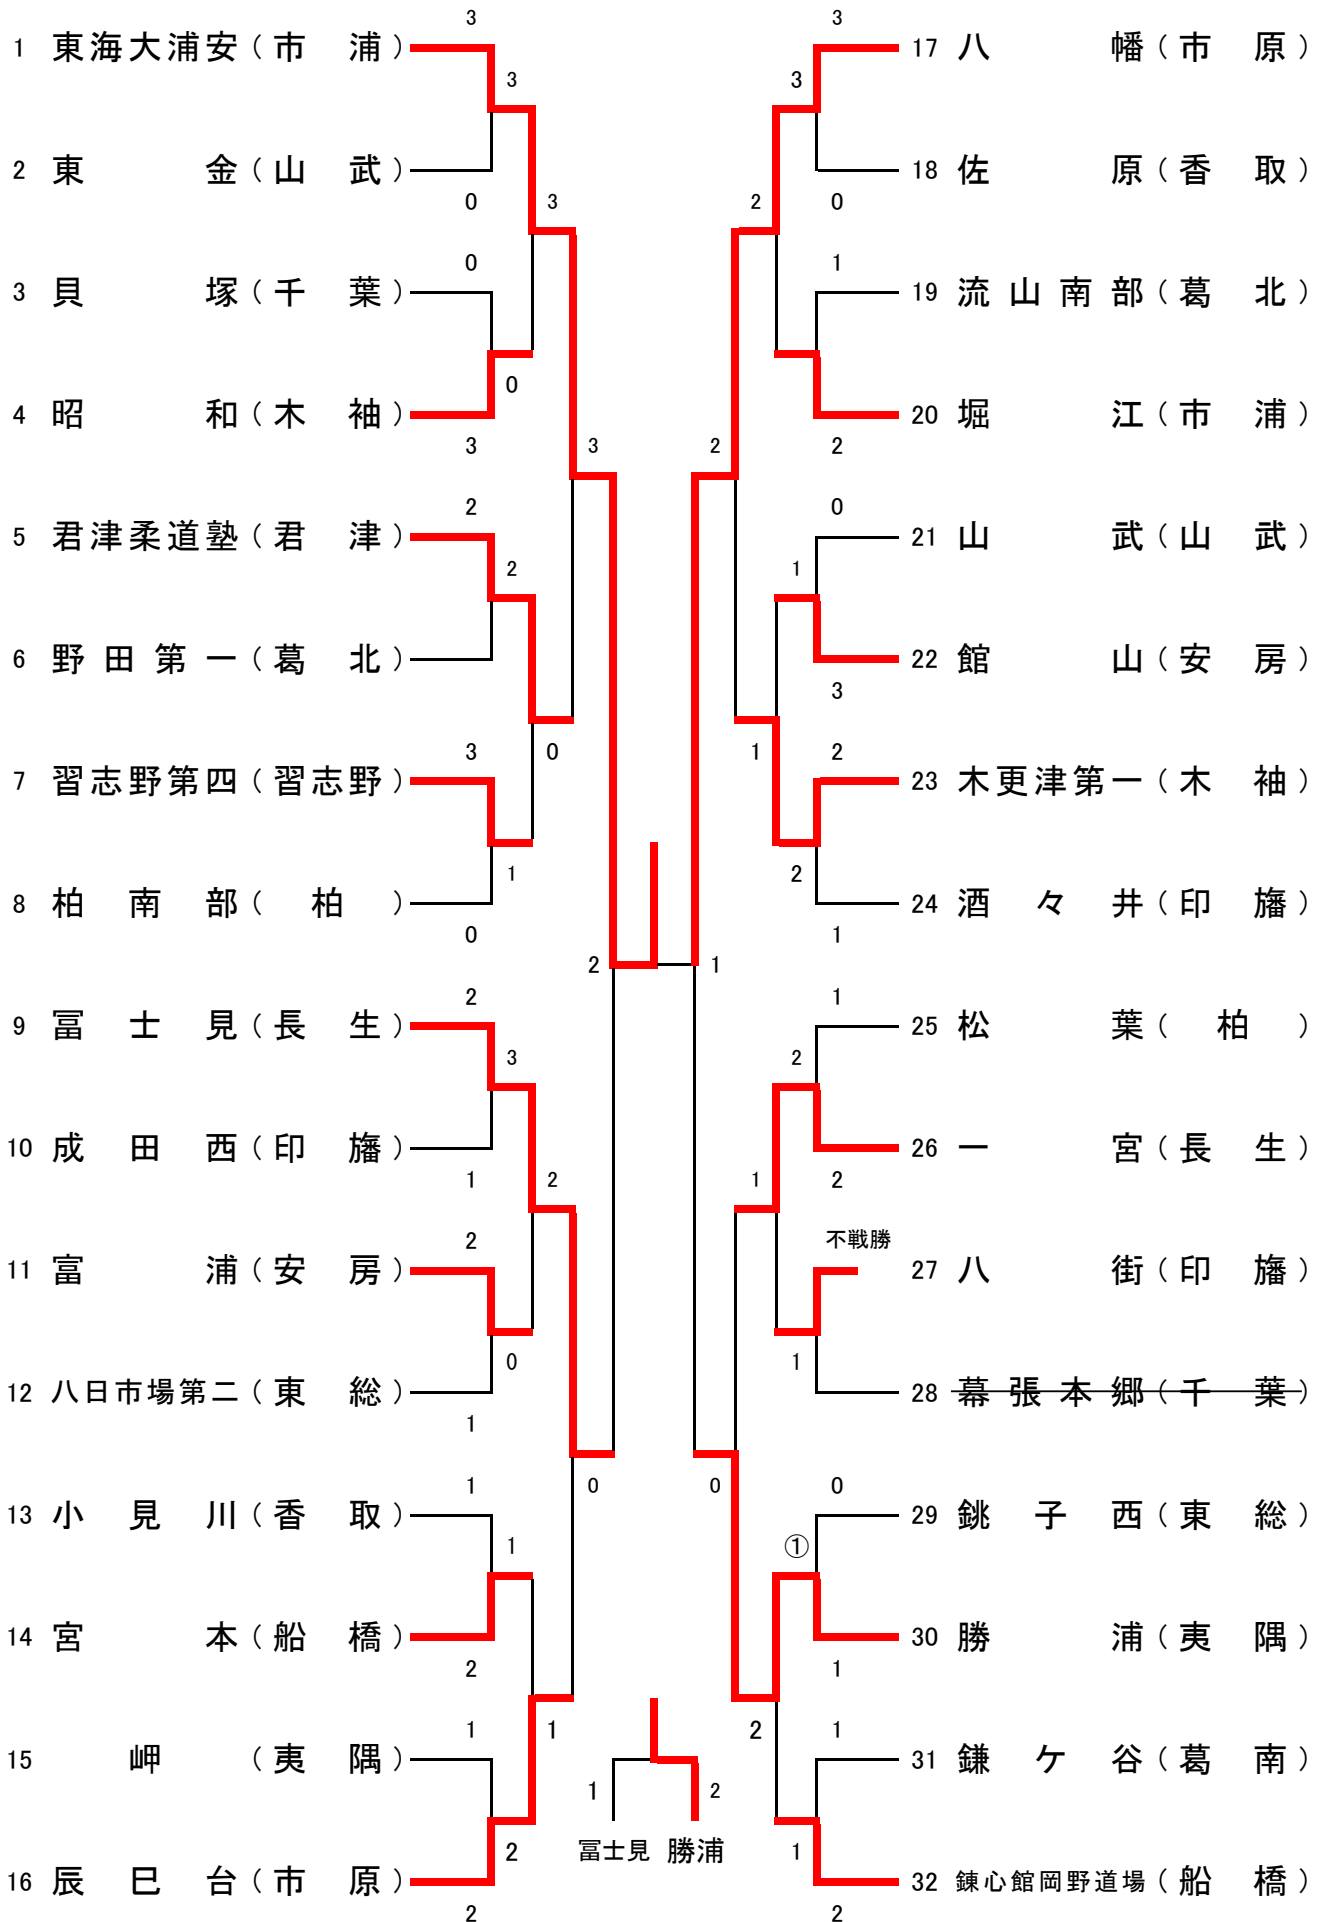 3
1 東海大浦安（市 浦）
3
2 東 金（山 武）
0
3
0
3 貝 塚（千 葉）
0
4 昭 和（木 袖）
3
3
2
5 君津柔道塾（君 津）
2
6 野田第一（葛 北）
3
0
7 習志野第四（習志野）
1
8 柏 南 部（ 柏 ）
0
2
2
9 冨 士 見（長 生）
3
10 成 田 西（印 旛）
1
2
2
11 富 浦（安 房）
0
12 八日市場第二（東 総）
1
1
0
13 小 見 川（香 取）
1
14 宮 本（船 橋）
2
1
1
15 岬 （夷 隅）
2
16 辰 巳 台（市 原）
2
3
17 八 幡（市 原）
3
18 佐 原（香 取）
2
0
1
19 流山南部（葛 北）
20 堀 江（市 浦）
2
2
0
21 山 武（山 武）
1
22 館 山（安 房）
3
1
2
23 木更津第一（木 袖）
2
24 酒 々 井（印 旛）
1
1
1
25 松 葉（ 柏 ）
2
26 一 宮（長 生）
2
1
不戦勝
27 八 街（印 旛）
1
28 幕張本郷（千 葉）
0
0
29 銚 子 西（東 総）
①
30 勝 浦（夷 隅）
1
2
1
31 鎌 ケ 谷（葛 南）
1
32 錬心館岡野道場（船 橋）
2
1 2
冨士見 勝浦